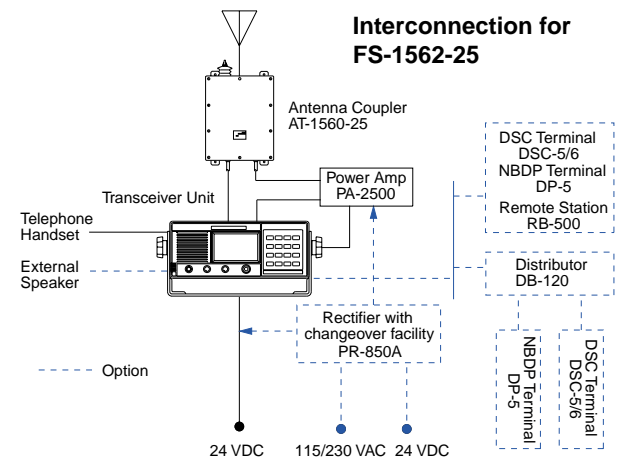 Interconnection for
FS-1562-25
Antenna Coupler
AT-1560-25
Power Amp
PA-2500
Transceiver Unit
Telephone
Handset
External
Speaker
DSC Terminal
DSC-5/6
NBDP Terminal
DP-5
Remote Station
RB-500
Distributor
DB-120
Rectifier with
changeover facility
PR-850A
NBDP Terminal
DP-5
DSC Terminal
DSC-5/6
Option
24 VDC
115/230 VAC
24 VDC